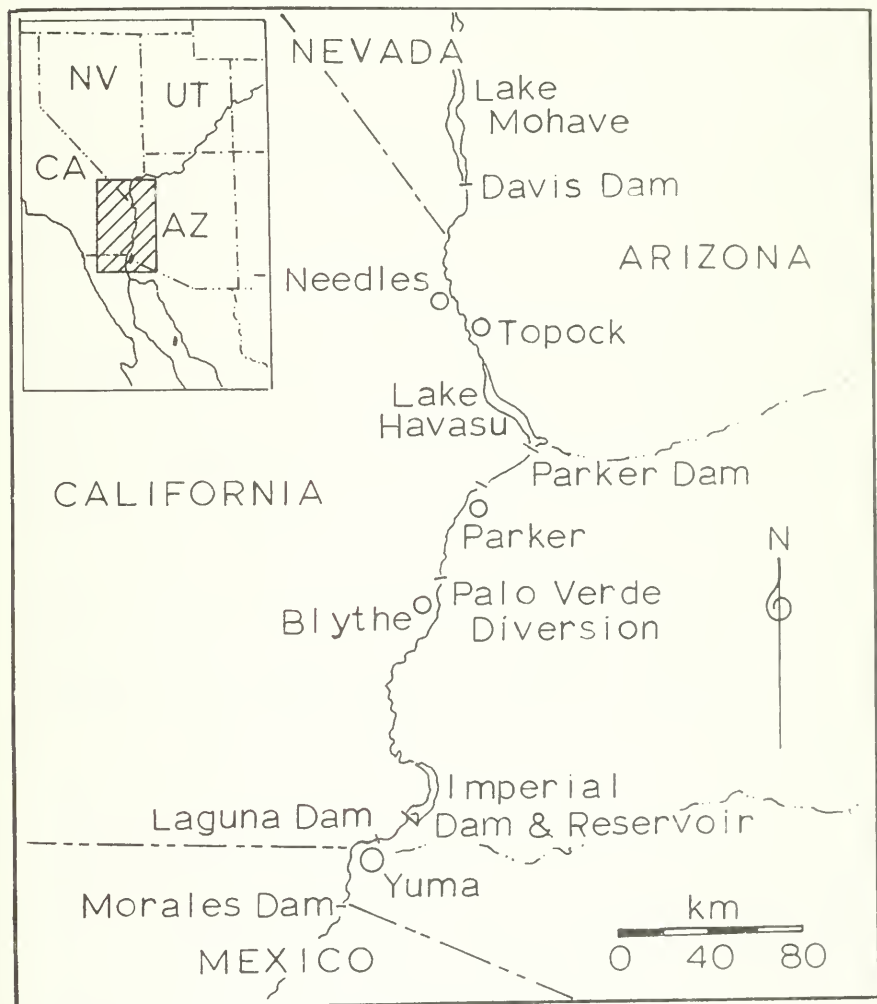 NV
UT
CA
AZ
NEVADA
Lake
Mohave
Davis Dam
ARIZONA
Needles
Topock
Lake
Havasu
Parker Dam
CALIFORNIA
Parker
N
Palo Verde
Diversion
Blythe
Imperial
Dam & Reservoir
Laguna Dam
Yuma
Morales Dam
MEXICO
km
0 40 80